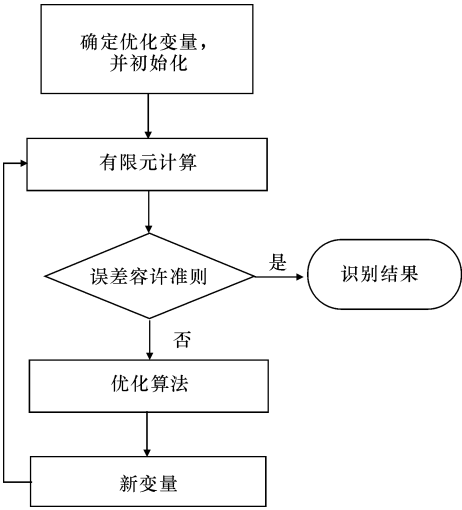 确定优化变量，
并初始化
有限元计算
误差容许准则
是
识别结果
否
优化算法
新变量